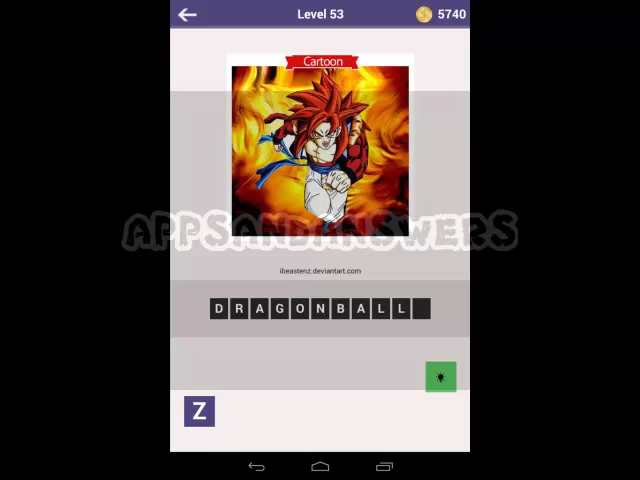 Level 53
5740
Cartoon
APPSANDANSWERS
ibeastenz.deviantart.com
DRAGONBALL
Z